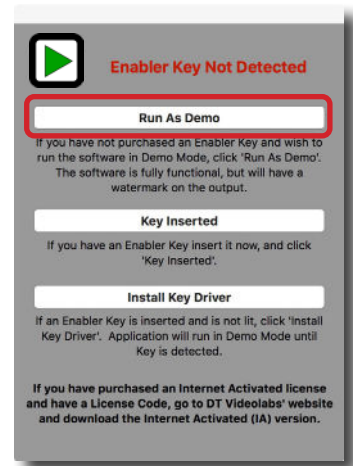 Enabler Key Not Detected
Run As Demo
If you have not purchased an Enabler Key and wish to
run the software in Demo Mode, click 'Run As Demo'.
The software is fully functional, but will have a
watermark on the output.
Key Inserted
If you have an Enabler Key insert it now, and click
'Key Inserted'.
Install Key Driver
If an Enabler Key is inserted and is not lit, click 'Install
Key Driver'. Application will run in Demo Mode until
Key is detected.
If you have purchased an Internet Activated license
and have a License Code, go to DT Videolabs' website
and download the Internet Activated (IA) version.